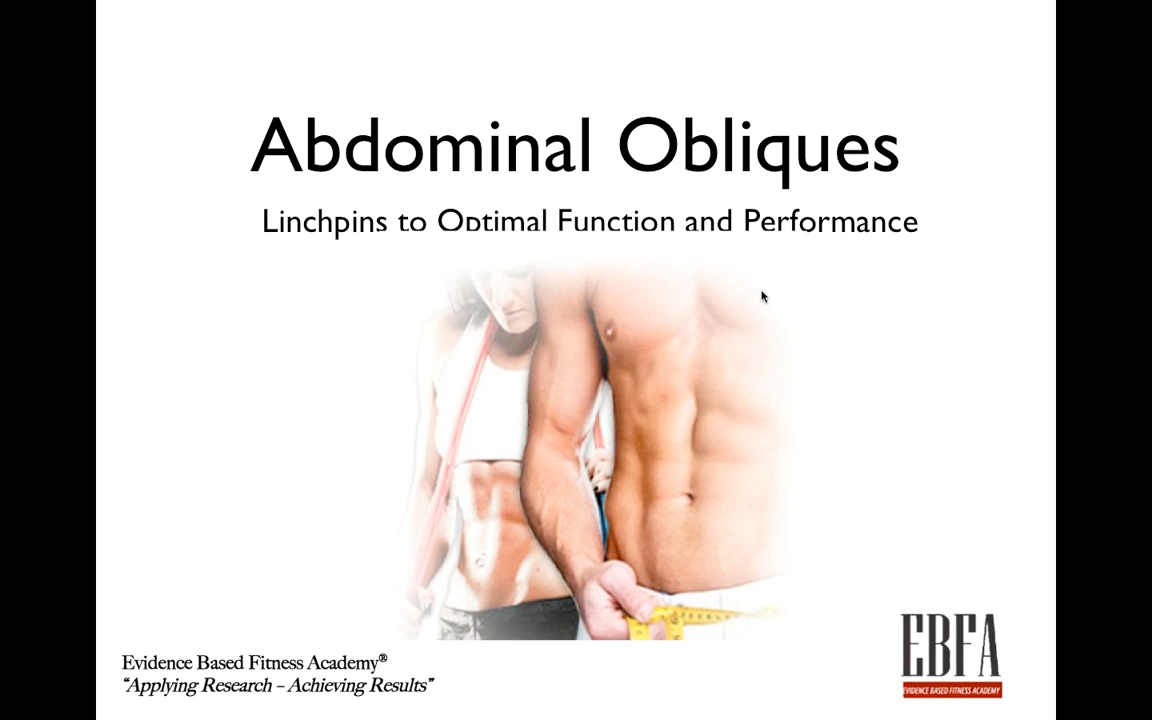 Abdominal Obliques
Linchpins to Optimal Function and Performance
Evidence Based Fitness Academy®
“Applying Research – Achieving Results”
EBFA
EVIDENCE BASED FITNESS ACADEMY